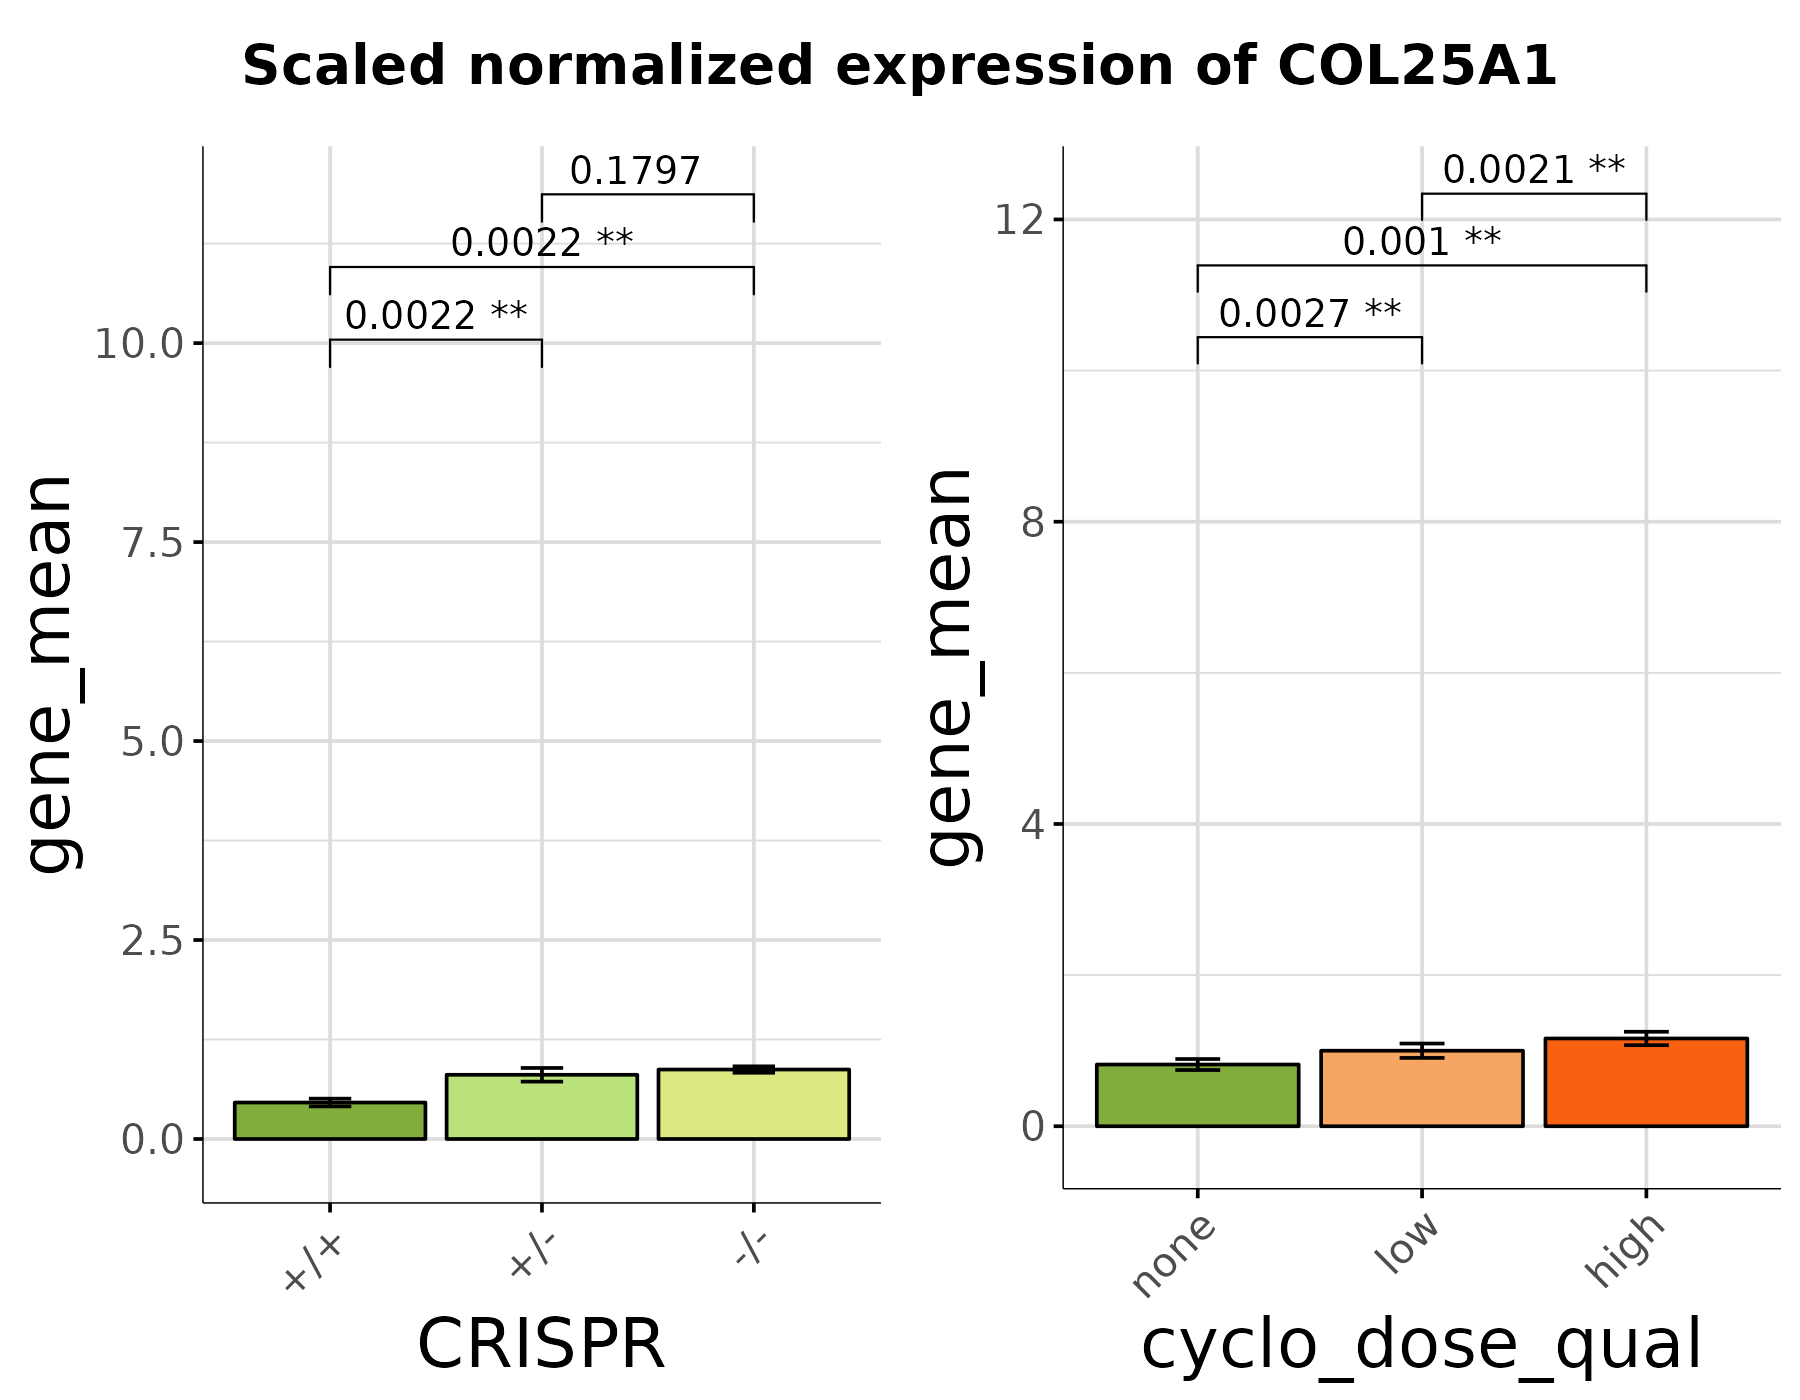 Scaled normalized expression of COL25A1
gene_mean
10.0
7.5
5.0
2.5
0.0
0.1797
0.0022 **
0.0022 **
+/+
+/-
-/-
CRISPR
gene_mean
12
8
4
0
0.0021 **
0.001 **
0.0027 **
none
low
high
cyclo_dose_qual